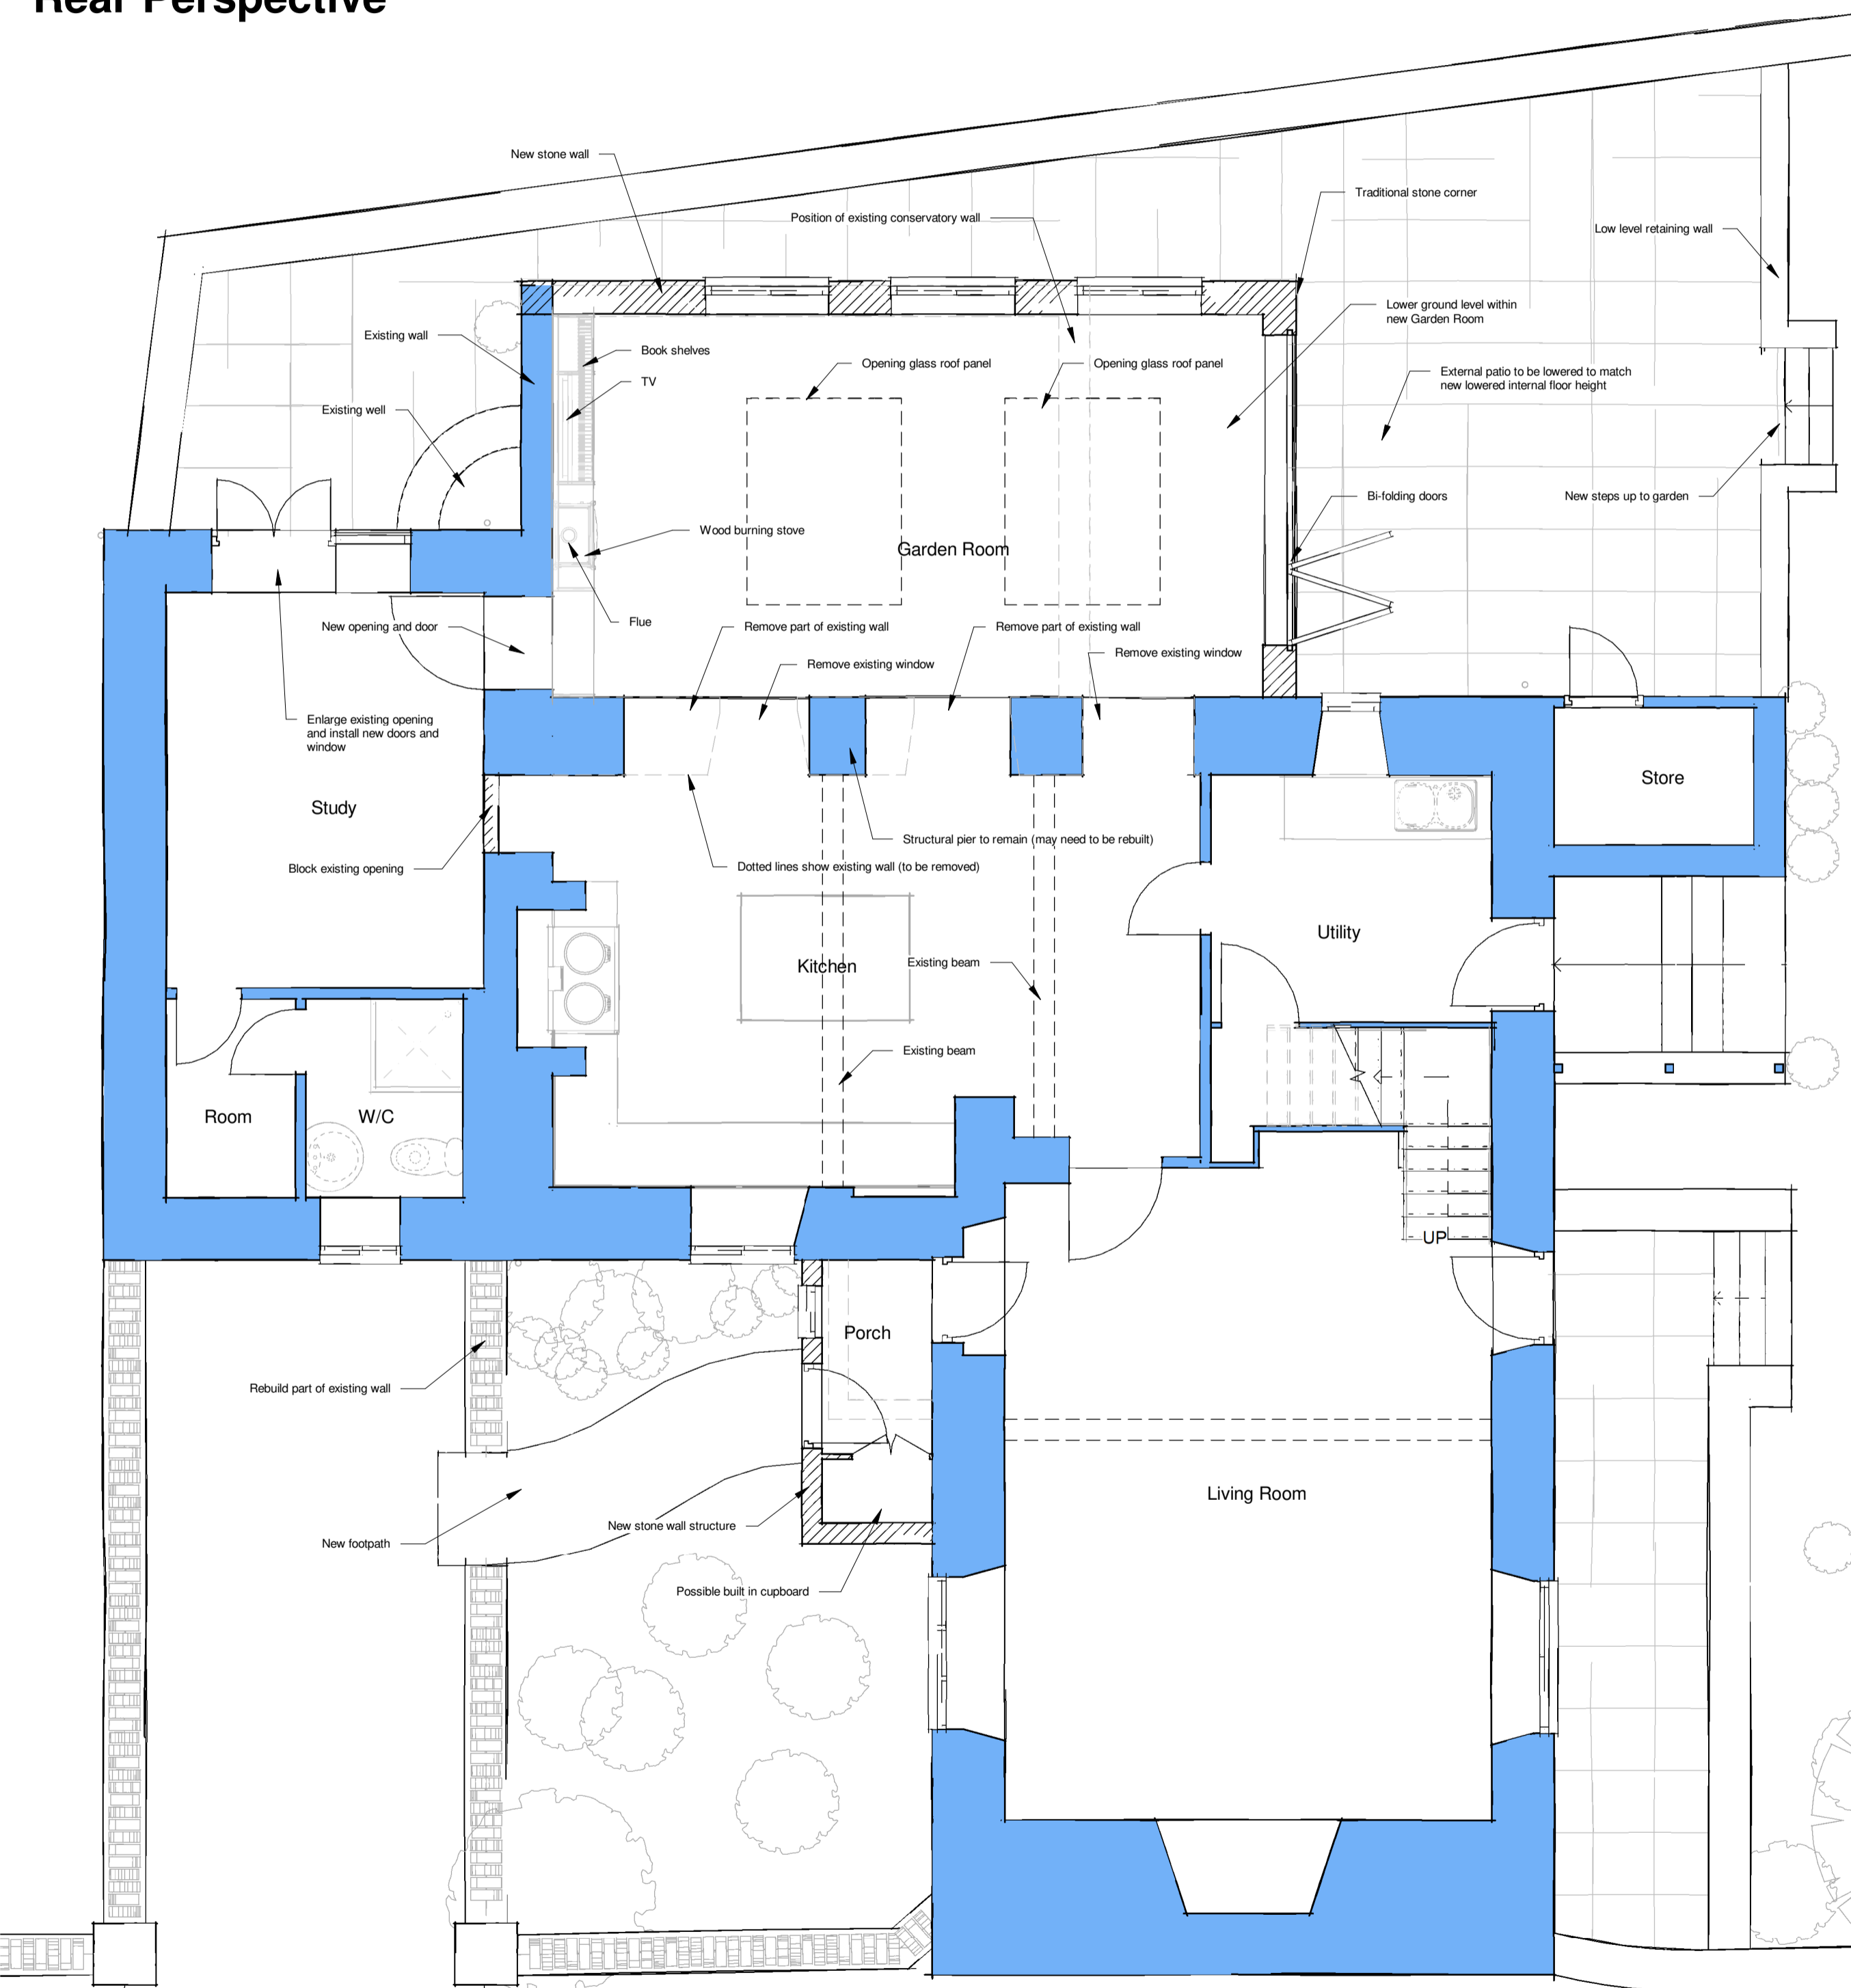 Rear Perspective
New stone wall
Traditional stone corner
Position of existing conservatory wall
Low level retaining wall
Lower ground level within
new Garden Room
Existing wall
Book shelves
Opening glass roof panel
Opening glass roof panel
External patio to be lowered to match
new lowered internal floor height
TV
Existing well
Bi-folding doors
New steps up to garden
Wood burning stove
Garden Room
Flue
New opening and door
Remove part of existing wall
Remove part of existing wall
Remove existing window
Remove existing window
Enlarge existing opening
and install new doors and
window
Store
Study
Structural pier to remain (may need to be rebuilt)
Block existing opening
Dotted lines show existing wall (to be removed)
Utility
Kitchen
Existing beam
Existing beam
Room
W/C
UP
Porch
Rebuild part of existing wall
Living Room
New stone wall structure
New footpath
Possible built in cupboard